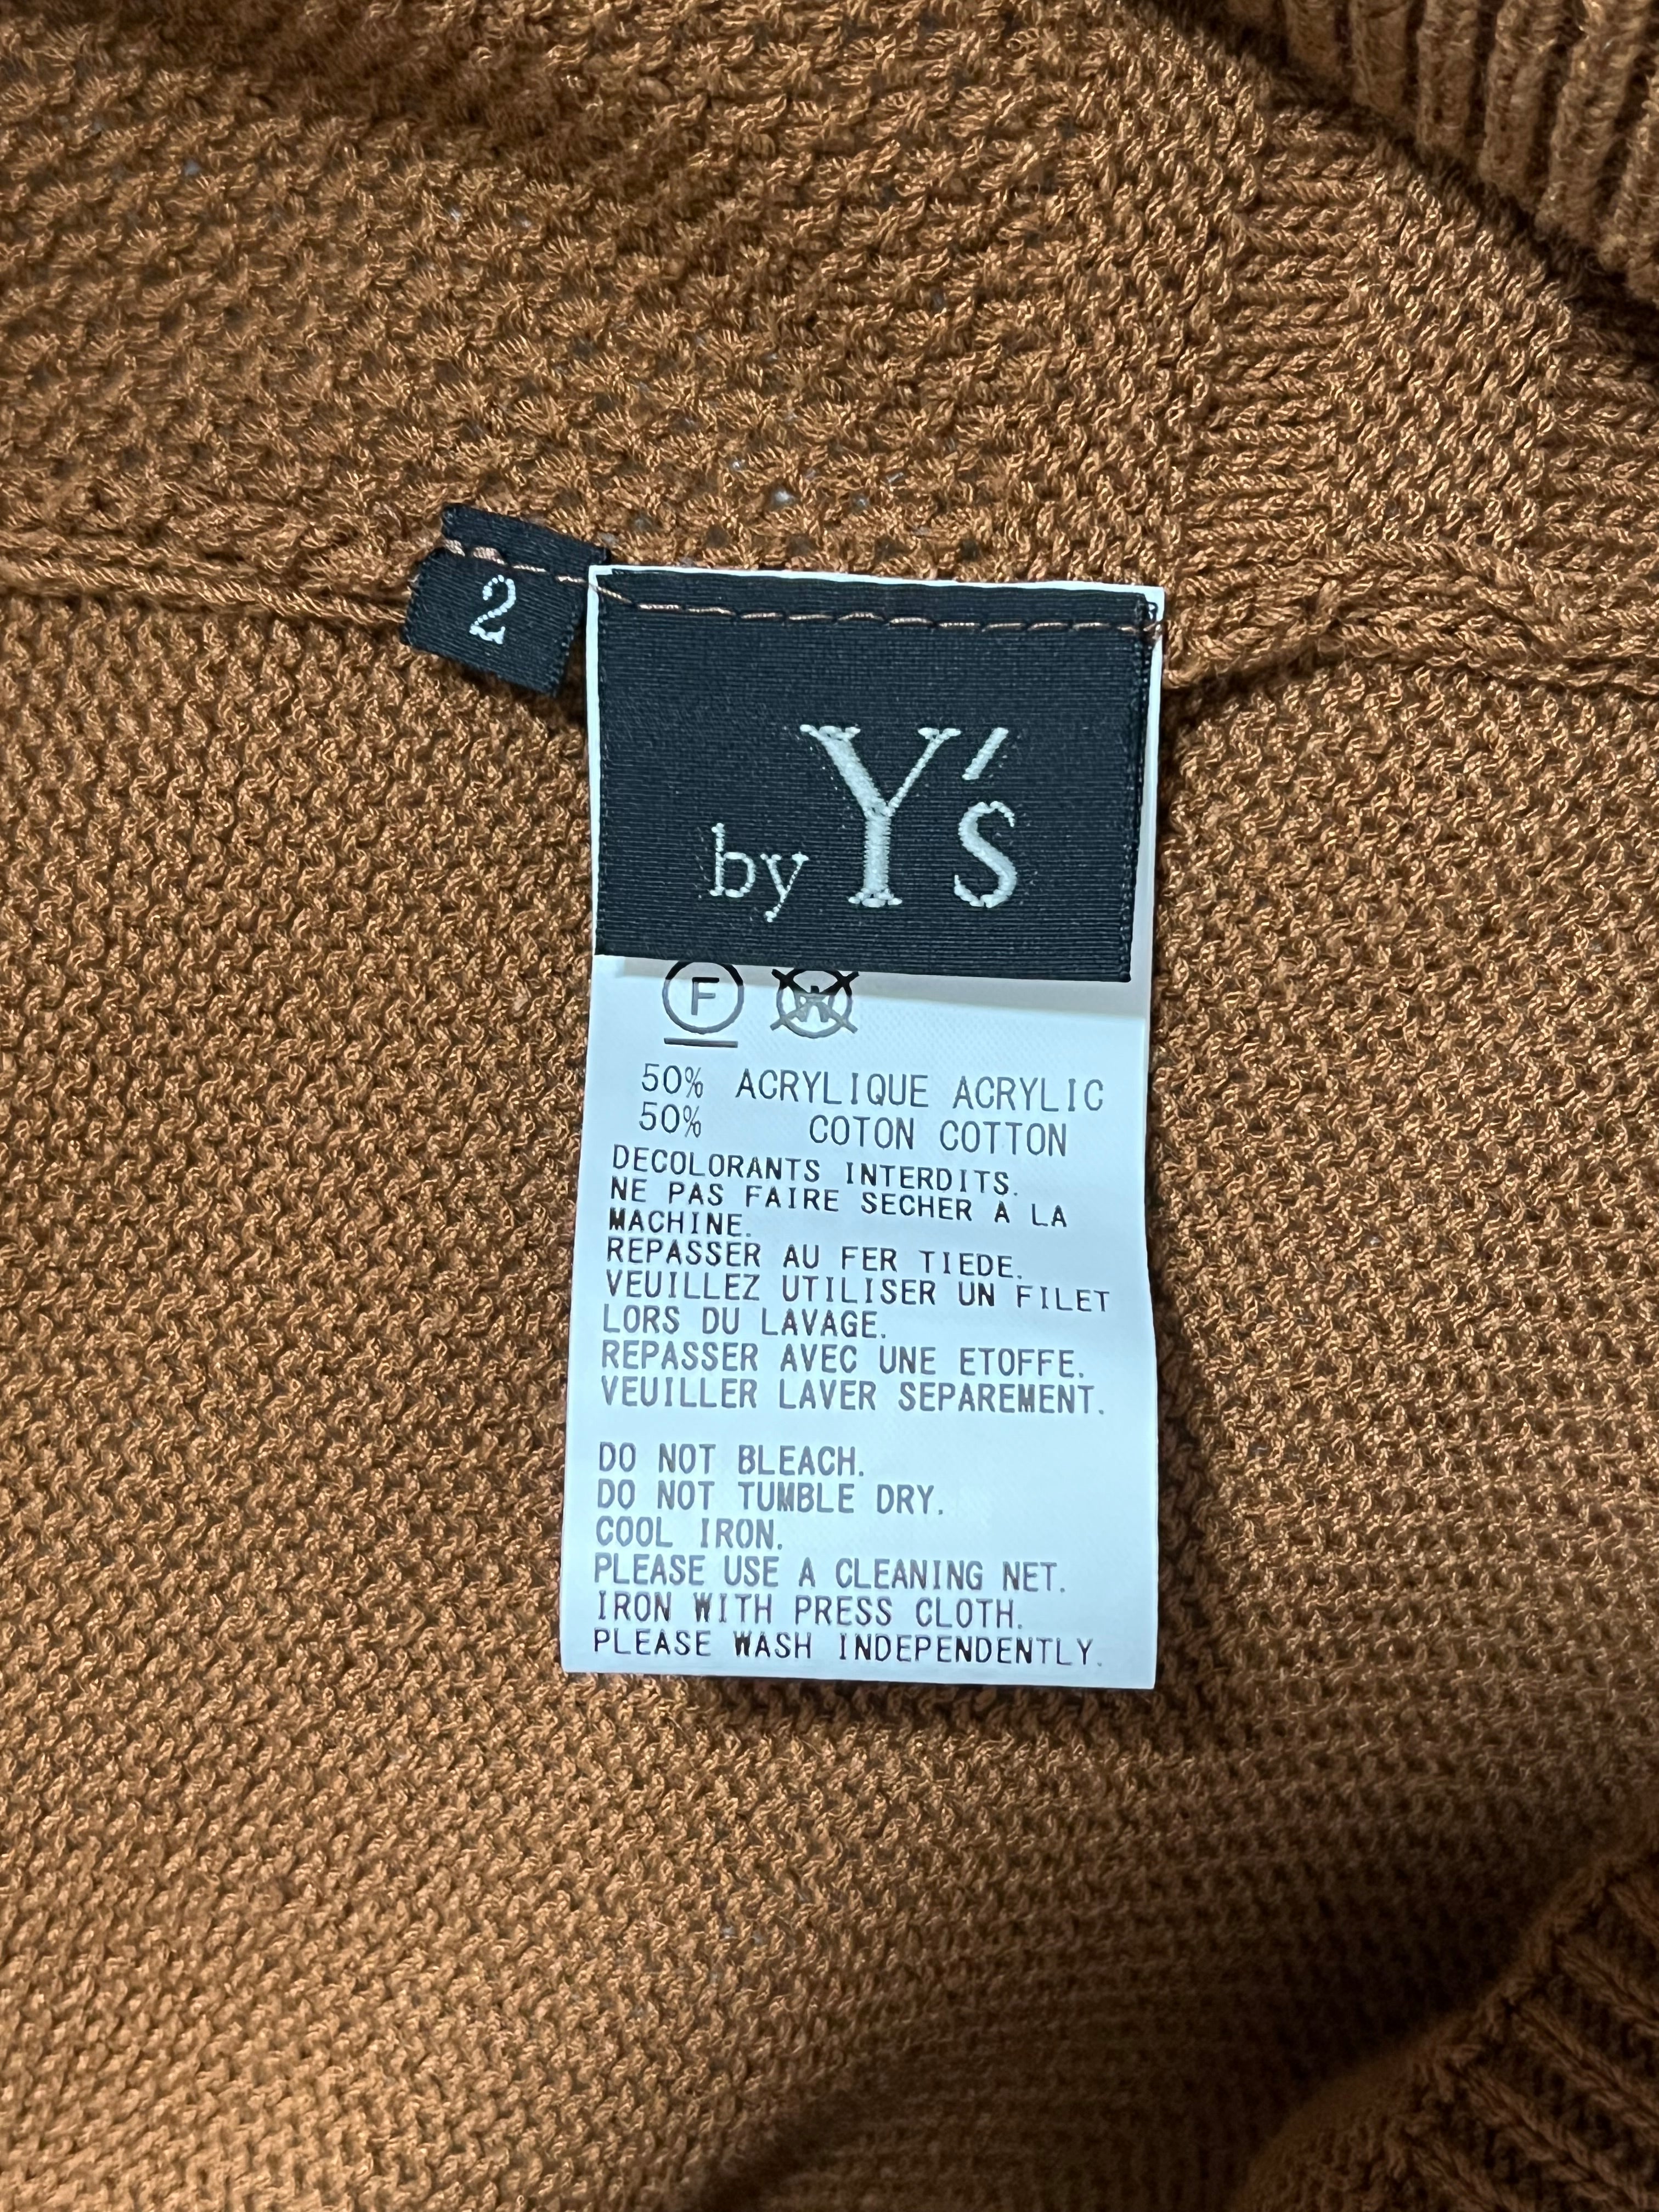 2
by Y's
F W
50% ACRYLIQUE ACRYLIC
50% COTON COTTON
DECOLORANTS INTERDITS.
NE PAS FAIRE SECHER A LA
MACHINE.
REPASSER AU FER TIEDE.
VEUILLEZ UTILISER UN FILET
LORS DU LAVAGE.
REPASSER AVEC UNE ETOFFE.
VEUILLER LAVER SEPAREMENT.
DO NOT BLEACH.
DO NOT TUMBLE DRY.
COOL IRON.
PLEASE USE A CLEANING NET.
IRON WITH PRESS CLOTH.
PLEASE WASH INDEPENDENTLY.